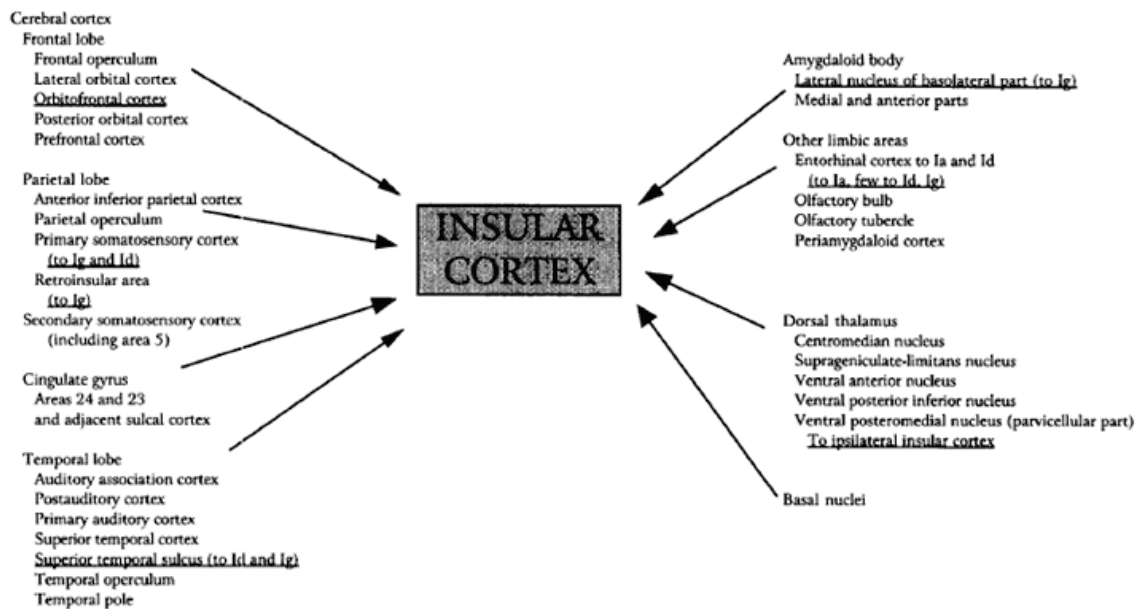 Cerebral cortex
Frontal lobe
Frontal operculum
Lateral orbital cortex
Orbitofrontal cortex
Posterior orbital cortex
Prefrontal cortex
Parietal lobe
Anterior inferior parietal cortex
Parietal operculum
Primary somatosensory cortex
(to Ig and Id)
Retroinsular area
(to Ig)
Secondary somatosensory cortex
(including area 5)
Cingulate gyrus
Areas 24 and 23
and adjacent sulcal cortex
Temporal lobe
Auditory association cortex
Postauditory cortex
Primary auditory cortex
Superior temporal cortex
Superior temporal sulcus (to Id and Ig)
Temporal operculum
Temporal pole
INSULAR
CORTEX
Amygdaloid body
Lateral nucleus of basolateral part (to Ig)
Medial and anterior parts
Other limbic areas
Entorhinal cortex to Ia and Id
(to Ia, few to Id, Ig)
Olfactory bulb
Olfactory tubercle
Periamygdaloid cortex
Dorsal thalamus
Centromedian nucleus
Suprageniculate-limitans nucleus
Ventral anterior nucleus
Ventral posterior inferior nucleus
Ventral posteromedial nucleus (parvicellular part)
To ipsilateral insular cortex
Basal nuclei